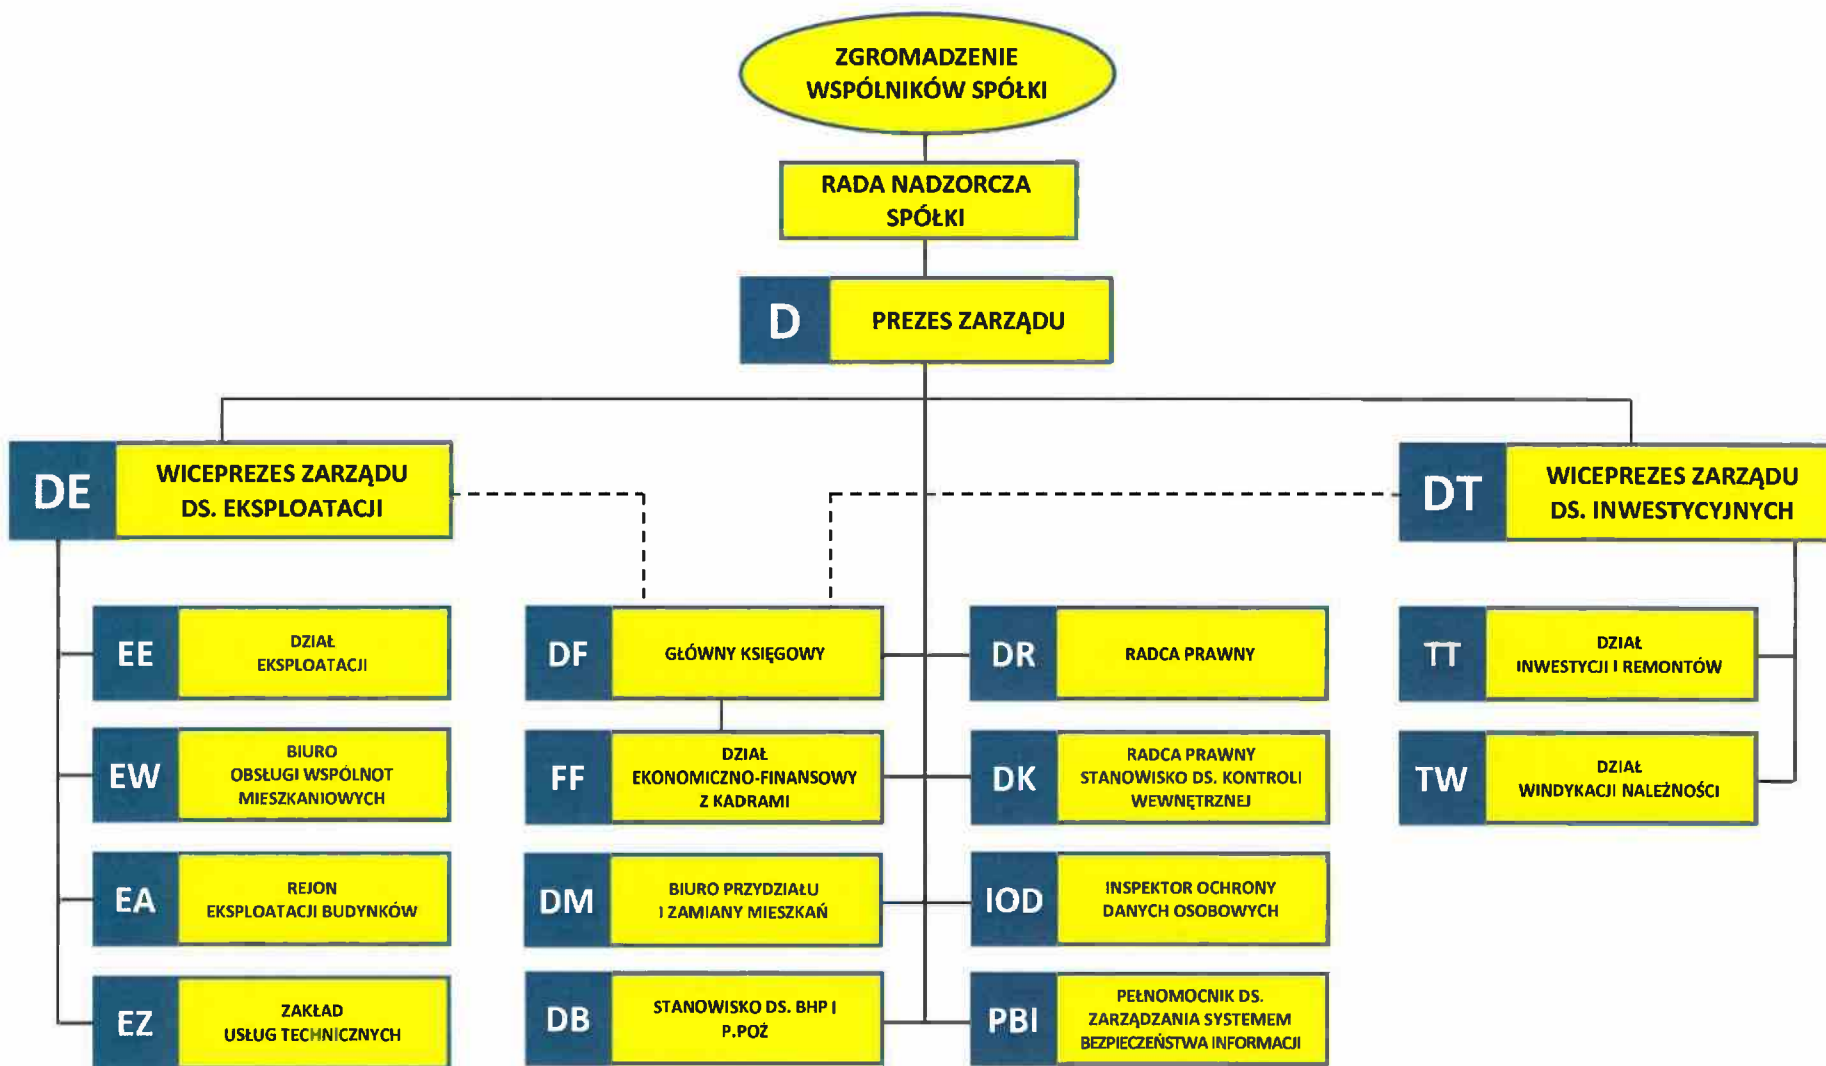 ZGROMADZENIE
WSPÓLNIKÓW SPÓŁKI
RADA NADZORCZA
SPÓŁKI
D
PREZES ZARZĄDU
DE
WICEPREZES ZARZĄDU
DS. EKSPLOATACJI
DT
WICEPREZES ZARZĄDU
DS. INWESTYCYJNYCH
EE
DZIAŁ
EKSPLOATACJI
DF
GŁÓWNY KSIĘGOWY
DR
RADCA PRAWNY
TT
DZIAŁ
INWESTYCJI I REMONTÓW
EW
BIURO
OBSŁUGI WSPÓLNOT
MIESZKANIOWYCH
FF
DZIAŁ
EKONOMICZNO-FINANSOWY
Z KADRAMI
DK
RADCA PRAWNY
STANOWISKO DS. KONTROLI
WEWNĘTRZNEJ
TW
DZIAŁ
WINDYKACJI NALEŻNOŚCI
EA
REJON
EKSPLOATACJI BUDYNKÓW
DM
BIURO PRZYDZIAŁU
I ZAMIANY MIESZKAŃ
IOD
INSPEKTOR OCHRONY
DANYCH OSOBOWYCH
EZ
ZAKŁAD
USŁUG TECHNICZNYCH
DB
STANOWISKO DS. BHP I
P.POŻ
PBI
PEŁNOMOCNIK DS.
ZARZĄDZANIA SYSTEMEM
BEZPIECZEŃSTWA INFORMACJI